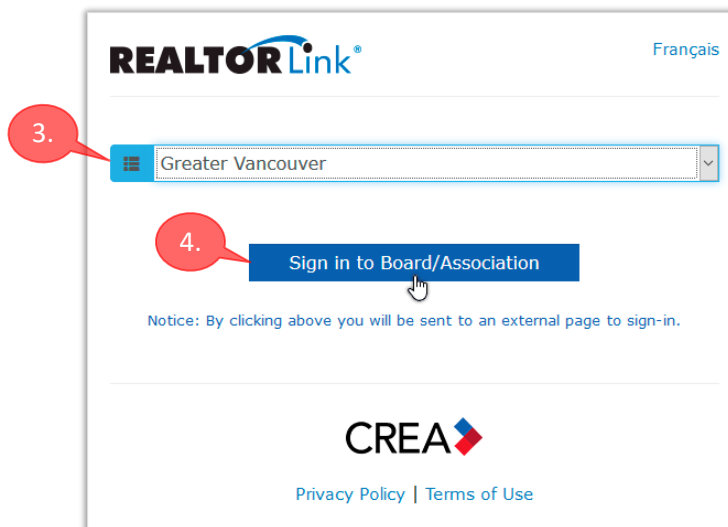 REALTOR Link®
Français
3.
Greater Vancouver
4.
Sign in to Board/Association
Notice: By clicking above you will be sent to an external page to sign-in.
CREA
Privacy Policy | Terms of Use